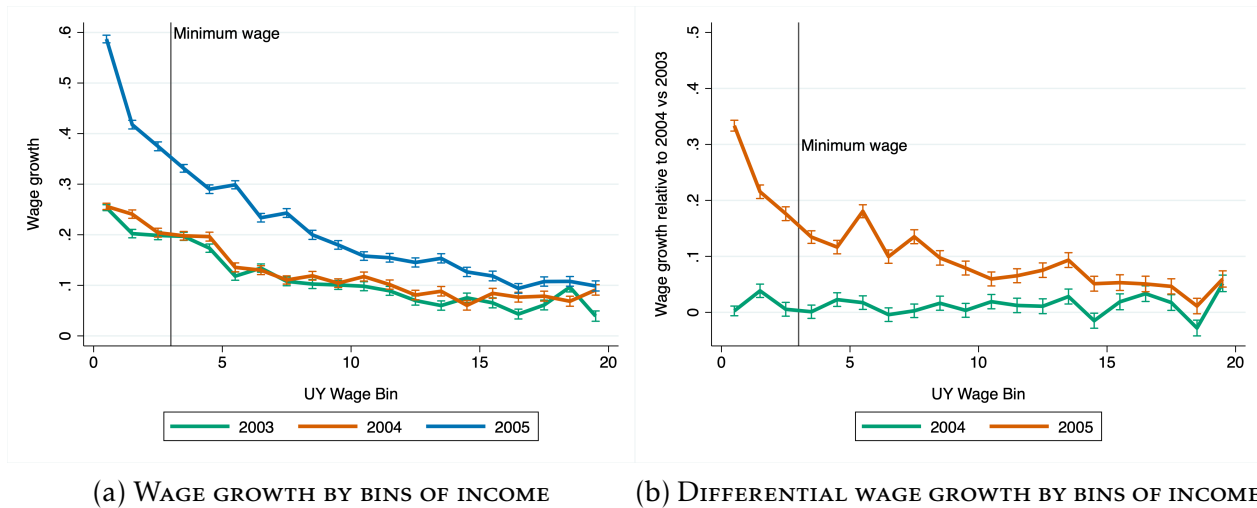 .6
.5
.4
.3
.2
.1
0
Wage growth
Minimum wage
0 5 10 15 20
UY Wage Bin
2003 2004 2005
(a) Wage growth by bins of income
.5
.4
.3
.2
.1
0
Wage growth relative to 2004 vs 2003
Minimum wage
0 5 10 15 20
UY Wage Bin
2004 2005
(b) Differential wage growth by bins of income